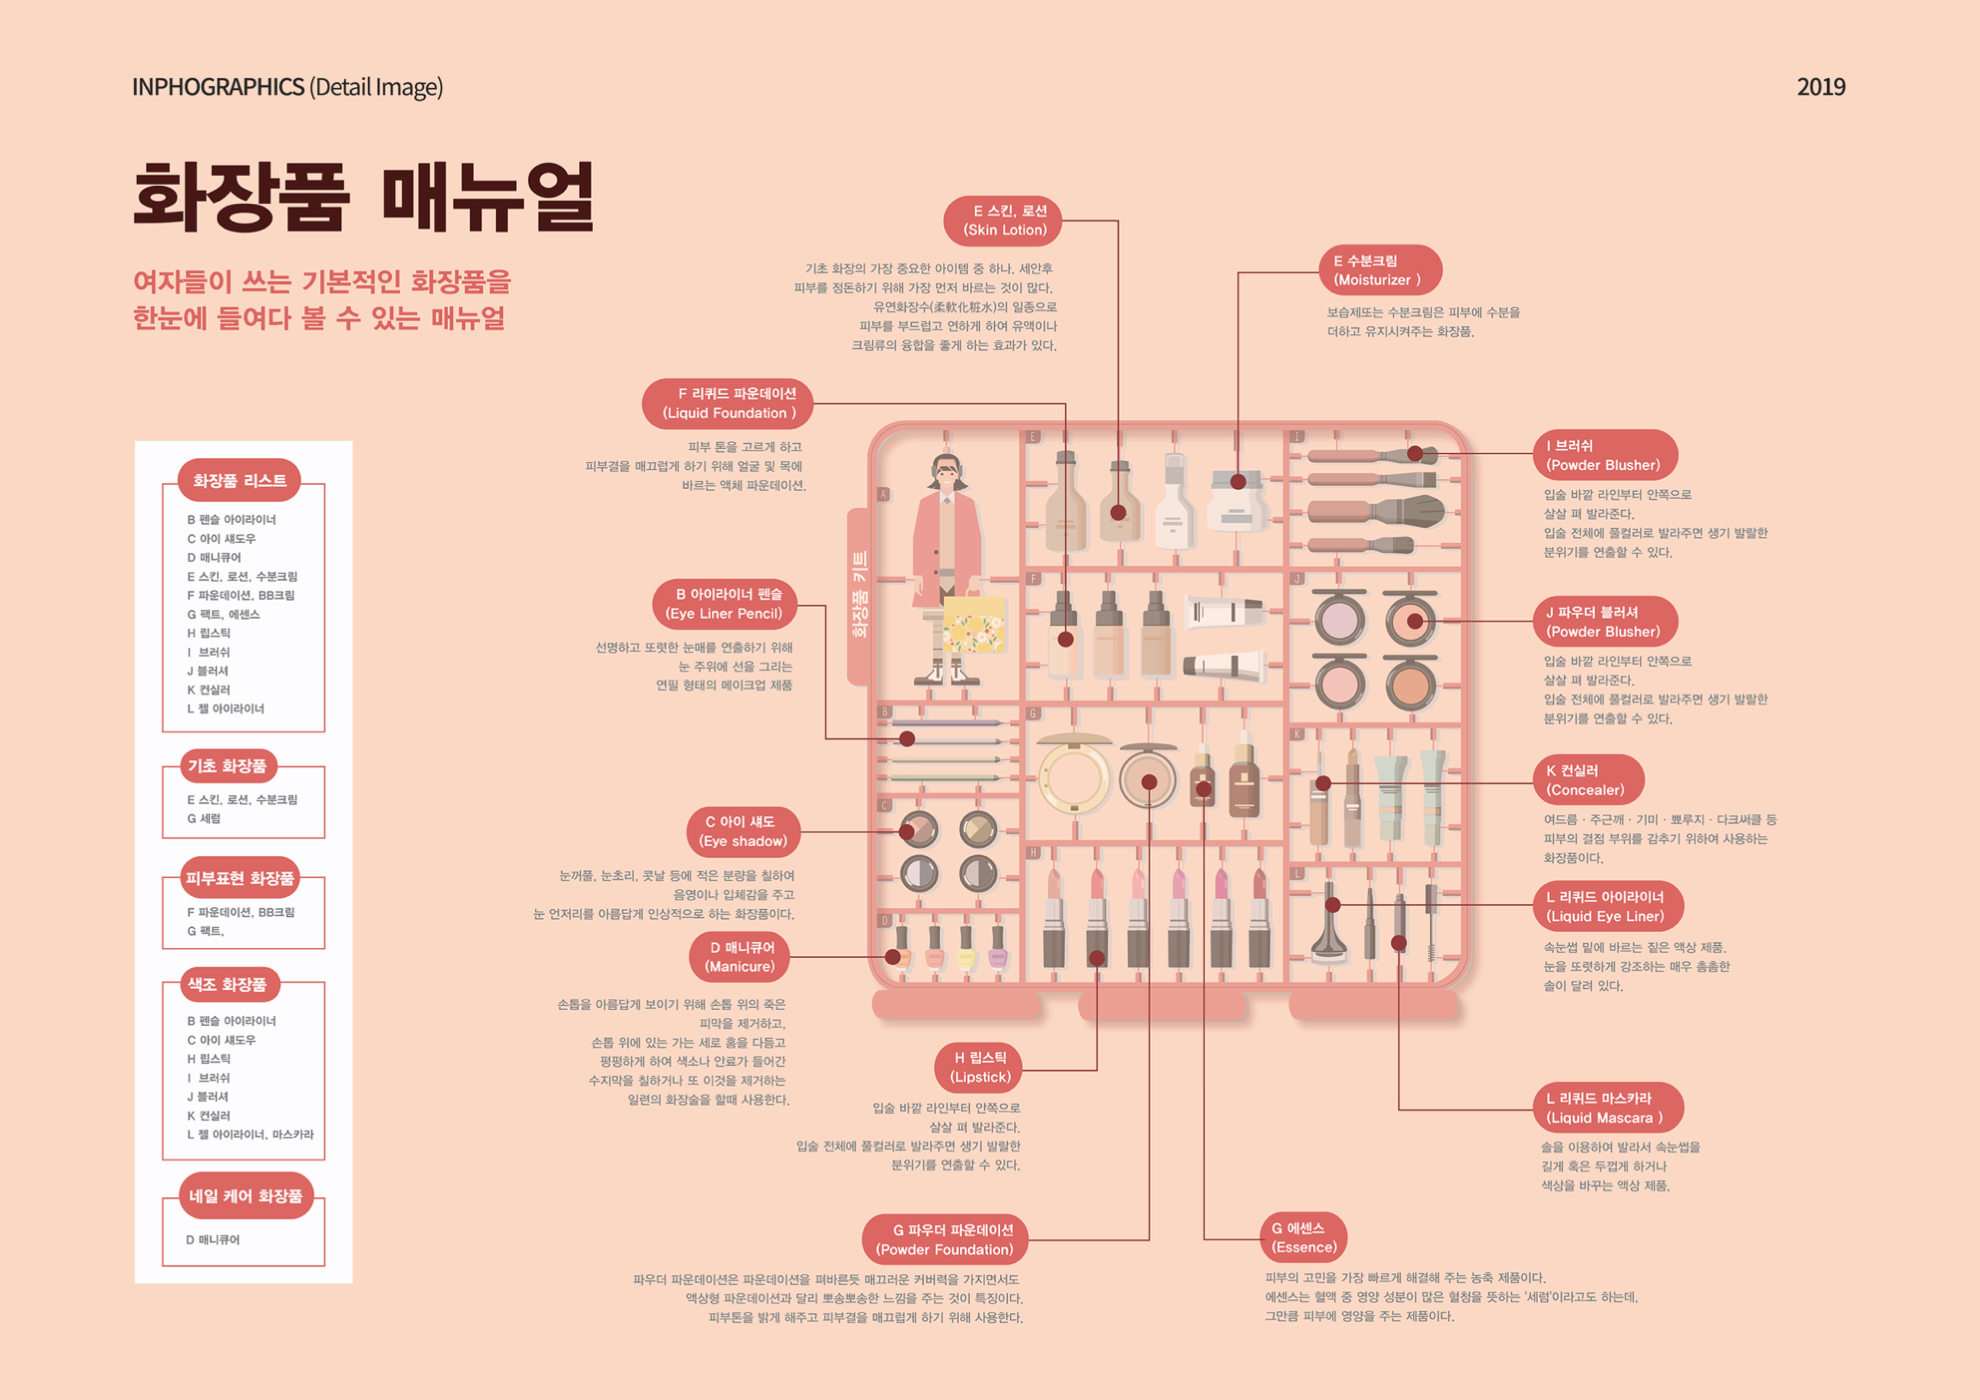 INPHOGRAPHICS (Detail Image)
2019
화장품 매뉴얼
여자들이 쓰는 기본적인 화장품을
한눈에 들여다 볼 수 있는 매뉴얼
화장품 리스트
B 펜슬 아이라이너
C 아이 섀도우
D 매니큐어
E 스킨, 로션, 수분크림
F 파운데이션, BB크림
G 팩트, 에센스
H 립스틱
I 브러쉬
J 블러셔
K 컨실러
L 젤 아이라이너
기초 화장품
E 스킨, 로션, 수분크림
G 세럼
피부표현 화장품
F 파운데이션, BB크림
G 팩트,
색조 화장품
B 펜슬 아이라이너
C 아이 섀도우
H 립스틱
I 브러쉬
J 블러셔
K 컨실러
L 젤 아이라이너, 마스카라
네일 케어 화장품
D 매니큐어
E 스킨, 로션
(Skin Lotion)
기초 화장의 가장 중요한 아이템 중 하나. 세안후
피부를 정돈하기 위해 가장 먼저 바르는 것이 많다.
유연화장수(柔軟化粧水)의 일종으로
피부를 부드럽고 연하게 하여 유액이나
크림류의 융합을 좋게 하는 효과가 있다.
E 수분크림
(Moisturizer )
보습제또는 수분크림은 피부에 수분을
더하고 유지시켜주는 화장품.
F 리퀴드 파운데이션
(Liquid Foundation )
피부 톤을 고르게 하고
피부결을 매끄럽게 하기 위해 얼굴 및 목에
바르는 액체 파운데이션.
B 아이라이너 펜슬
(Eye Liner Pencil)
선명하고 또렷한 눈매를 연출하기 위해
눈 주위에 선을 그리는
연필 형태의 메이크업 제품
C 아이 섀도
(Eye shadow)
눈꺼풀, 눈초리, 콧날 등에 적은 분량을 칠하여
음영이나 입체감을 주고
눈 언저리를 아름답게 인상적으로 하는 화장품이다.
D 매니큐어
(Manicure)
손톱을 아름답게 보이기 위해 손톱 위의 죽은
피막을 제거하고,
손톱 위에 있는 가는 세로 홈을 다듬고
평평하게 하여 색소나 안료가 들어간
수지막을 칠하거나 또 이것을 제거하는
일련의 화장술을 할때 사용한다.
화장품 키트
A
B
C
D
E
F
G
H
I
J
K
L
I 브러쉬
(Powder Blusher)
입술 바깥 라인부터 안쪽으로
살살 펴 발라준다.
입술 전체에 풀컬러로 발라주면 생기 발랄한
분위기를 연출할 수 있다.
J 파우더 블러셔
(Powder Blusher)
입술 바깥 라인부터 안쪽으로
살살 펴 발라준다.
입술 전체에 풀컬러로 발라주면 생기 발랄한
분위기를 연출할 수 있다.
K 컨실러
(Concealer)
여드름 · 주근깨 · 기미 · 뾰루지 · 다크써클 등
피부의 결점 부위를 감추기 위하여 사용하는
화장품이다.
L 리퀴드 아이라이너
(Liquid Eye Liner)
속눈썹 밑에 바르는 짙은 액상 제품.
눈을 또렷하게 강조하는 매우 촘촘한
솔이 달려 있다.
L 리퀴드 마스카라
(Liquid Mascara )
솔을 이용하여 발라서 속눈썹을
길게 혹은 두껍게 하거나
색상을 바꾸는 액상 제품.
H 립스틱
(Lipstick)
입술 바깥 라인부터 안쪽으로
살살 펴 발라준다.
입술 전체에 풀컬러로 발라주면 생기 발랄한
분위기를 연출할 수 있다.
G 파우더 파운데이션
(Powder Foundation)
파우더 파운데이션은 파운데이션을 펴바른듯 매끄러운 커버력을 가지면서도
액상형 파운데이션과 달리 뽀송뽀송한 느낌을 주는 것이 특징이다.
피부톤을 밝게 해주고 피부결을 매끄럽게 하기 위해 사용한다.
G 에센스
(Essence)
피부의 고민을 가장 빠르게 해결해 주는 농축 제품이다.
에센스는 혈액 중 영양 성분이 많은 혈청을 뜻하는 '세럼'이라고도 하는데,
그만큼 피부에 영양을 주는 제품이다.